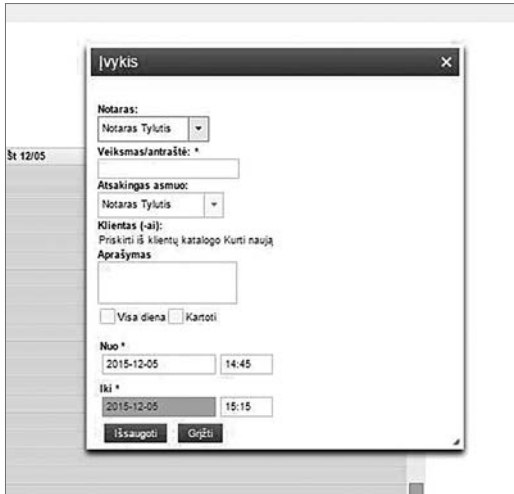 Įvykis ×
Notaras:
Notaras Tylutis
Št 12/05
Veiksmas/antraštė: *
Atsakingas asmuo:
Notaras Tylutis
Klientas (-ai):
Priskirti iš klientų katalogo Kurti naują
Aprašymas
Visa diena Kartoti
Nuo *
2015-12-05 14:45
Iki *
2015-12-05 15:15
Išsaugoti Grįžti